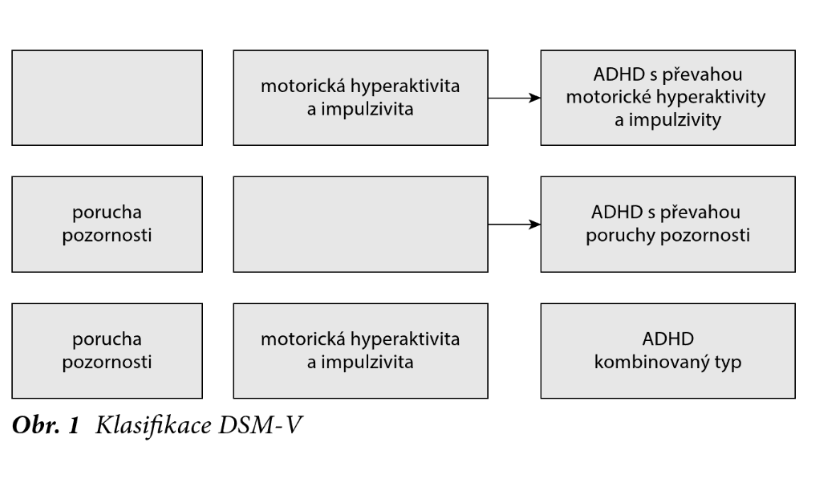 motorická hyperaktivita
a impulzivita
ADHD s převahou
motorické hyperaktivity
a impulzivity
porucha
pozornosti
ADHD s převahou
poruchy pozornosti
porucha
pozornosti
motorická hyperaktivita
a impulzivita
ADHD
kombinovaný typ
Obr. 1 Klasifikace DSM-V